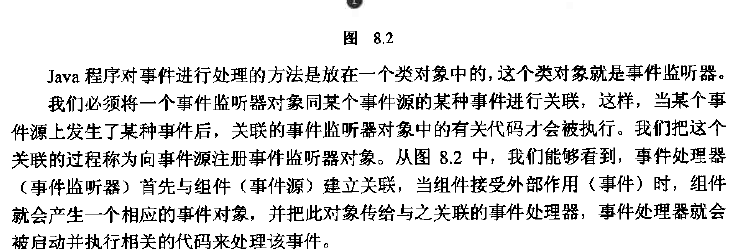 图 8.2
Java 程序对事件进行处理的方法是放在一个类对象中的，这个类对象就是事件监听器。
我们必须将一个事件监听器对象同某个事件源的某种事件进行关联，这样，当某个事
件源上发生了某种事件后，关联的事件监听器对象中的有关代码才会被执行。我们把这个
关联的过程称为向事件源注册事件监听器对象。从图 8.2 中，我们能够看到，事件处理器
（事件监听器）首先与组件（事件源）建立关联，当组件接受外部作用（事件）时，组件
就会产生一个相应的事件对象，并把此对象传给与之关联的事件处理器，事件处理器就会
被启动并执行相关的代码来处理该事件。